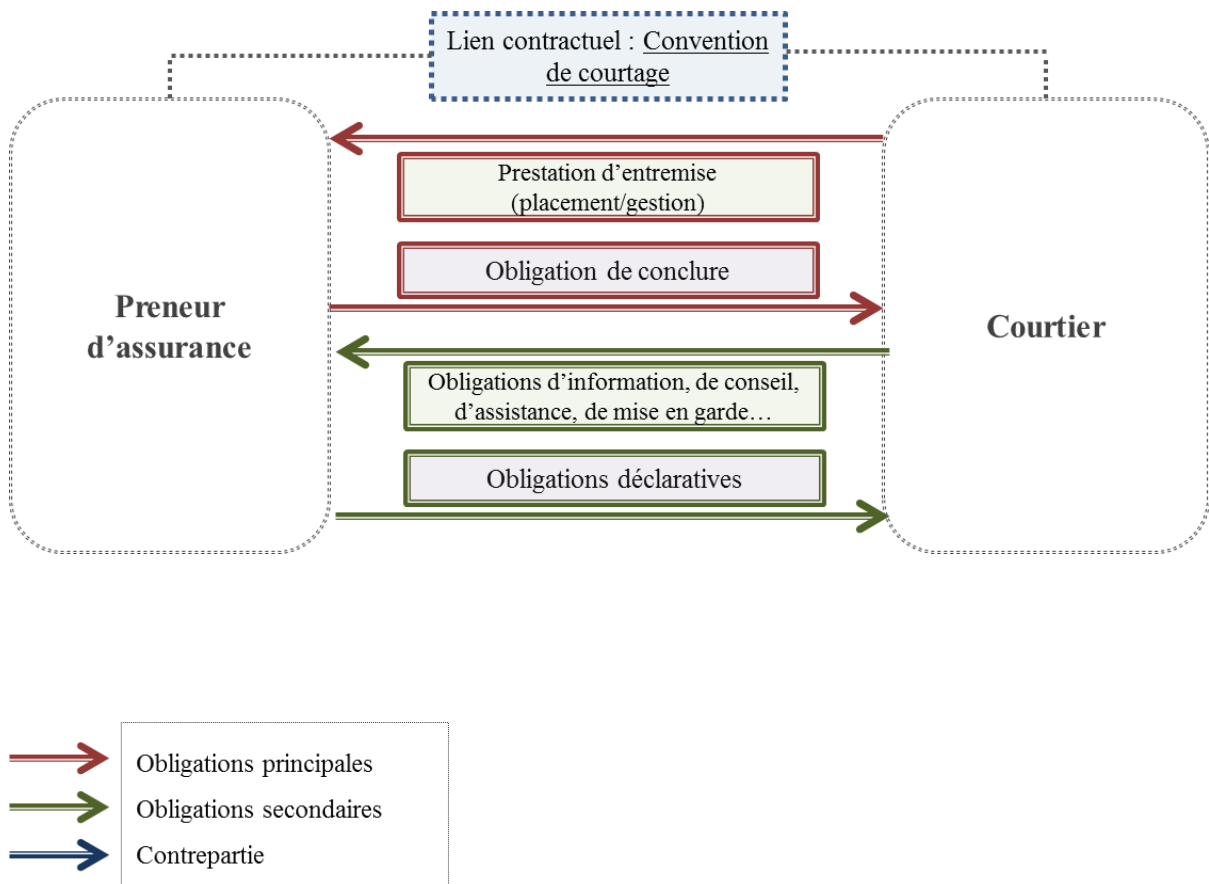 Lien contractuel : Convention
de courtage
Prestation d’entremise
(placement/gestion)
Obligation de conclure
Preneur
d’assurance
Courtier
Obligations d’information, de conseil,
d’assistance, de mise en garde…
Obligations déclaratives
Obligations principales
Obligations secondaires
Contrepartie